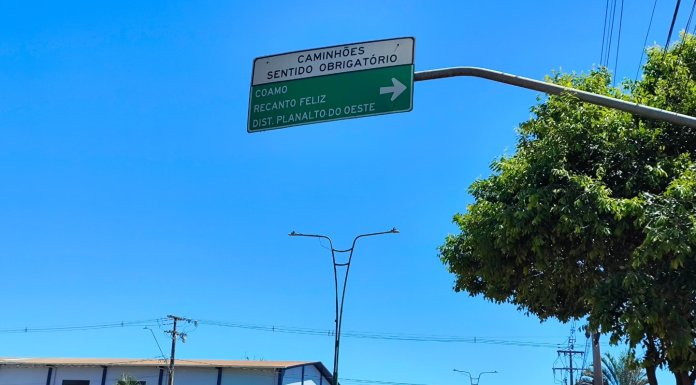 CAMINHÕES
SENTIDO OBRIGATÓRIO
COAMO
RECANTO FELIZ
DIST. PLANALTO DO OESTE